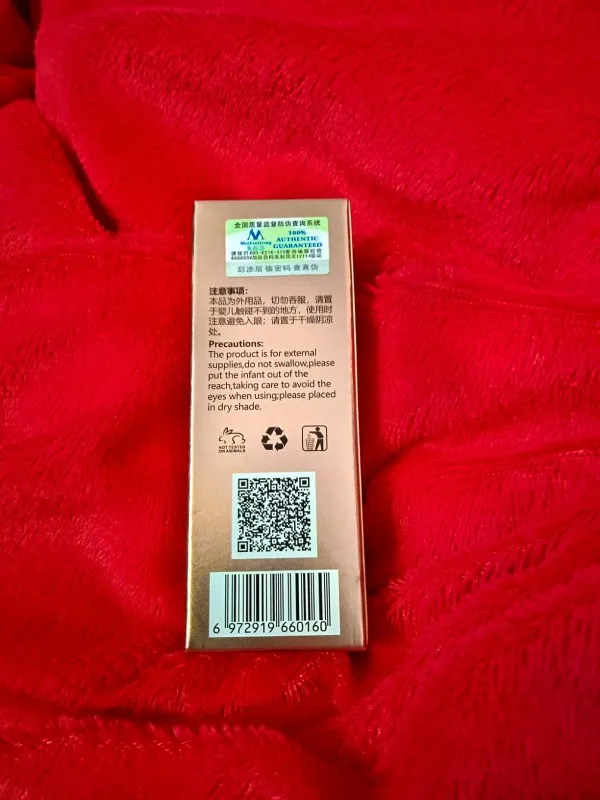 全国质量监督防伪查询系统
100%
AUTHENTIC
GUARANTEED
MeiYanQiong
刮涂层 输密码 查真伪
注意事项:
本品为外用品，切勿吞服，请置
于婴儿触碰不到的地方，使用时
注意避免入眼；请置于干燥阴凉
处。
Precautions:
The product is for external
supplies,do not swallow,please
put the infant out of the
reach,taking care to avoid the
eyes when using;please placed
in dry shade.
NOT TESTED
ON ANIMALS
6 972919 660160